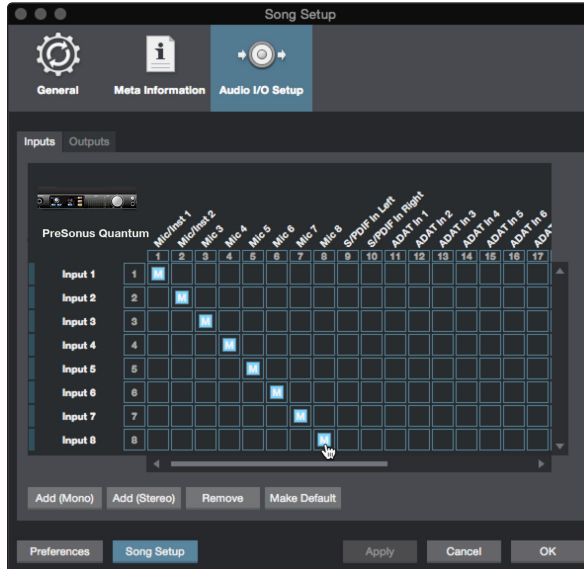 Song Setup
General
Meta Information
Audio I/O Setup
Inputs
Outputs
PreSonus Quantum
Mic/Inst 1
Mic/Inst 2
Mic 3
Mic 4
Mic 5
Mic 6
Mic 7
Mic 8
S/PDIF In Left
S/PDIF In Right
ADAT In 1
ADAT In 2
ADAT In 3
ADAT In 4
ADAT In 5
ADAT In 6
ADAT
1 2 3 4 5 6 7 8 9 10 11 12 13 14 15 16 17
Input 1 1 M
Input 2 2 M
Input 3 3 M
Input 4 4 M
Input 5 5 M
Input 6 6 M
Input 7 7 M
Input 8 8 M
Add (Mono) Add (Stereo) Remove Make Default
Preferences Song Setup Apply Cancel OK